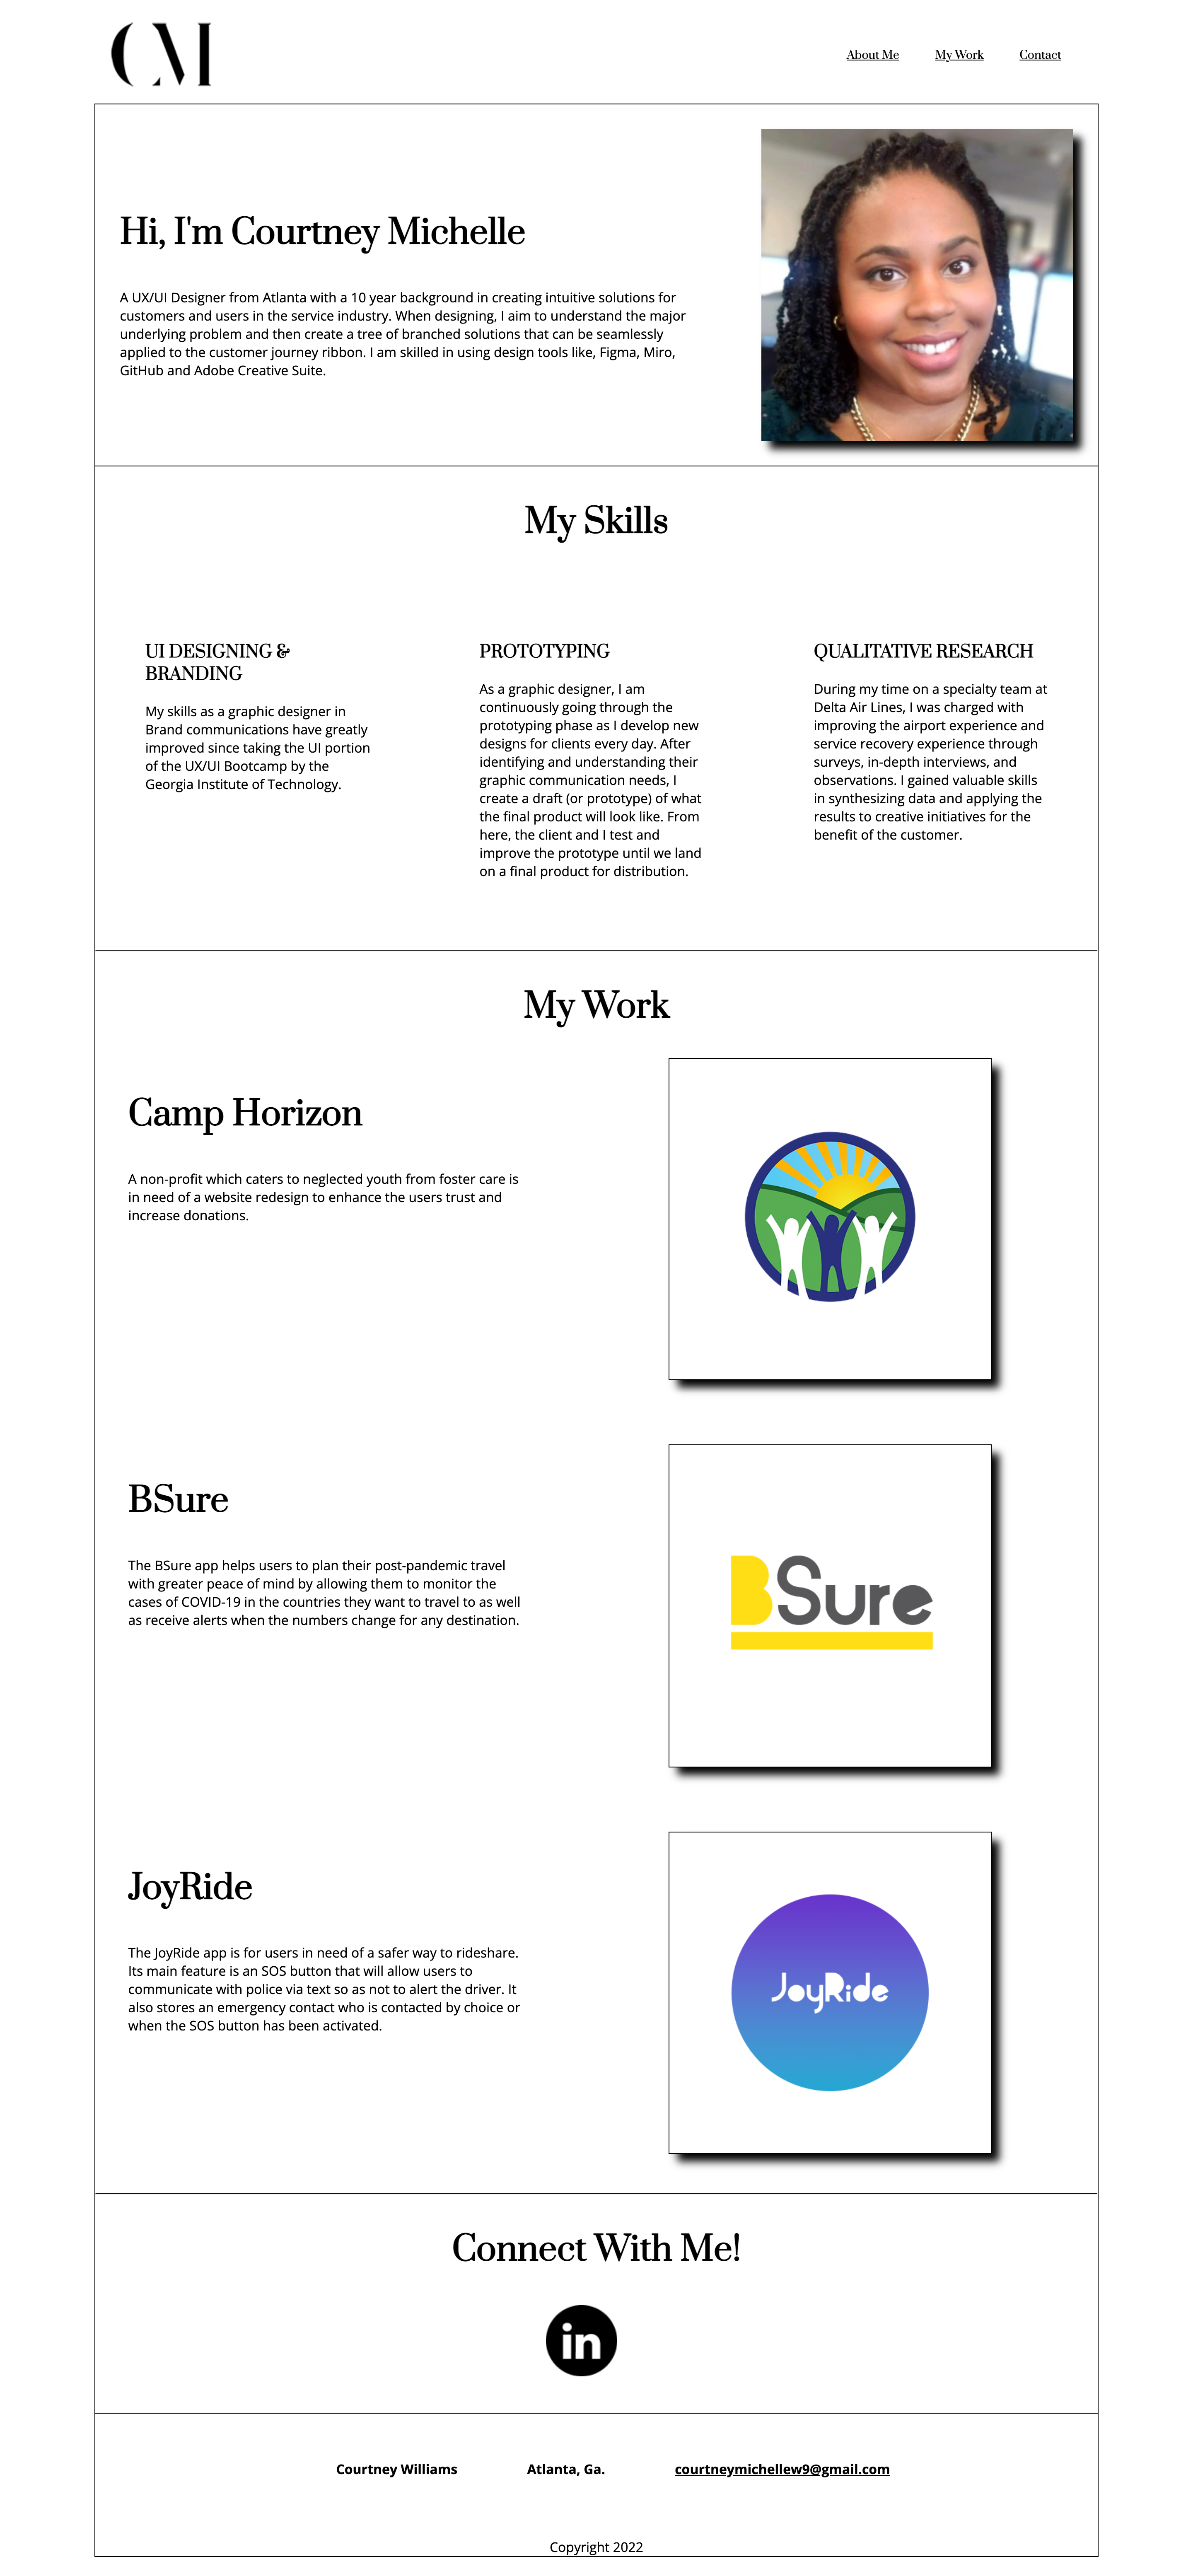 CM
About Me My Work Contact
Hi, I'm Courtney Michelle
A UX/UI Designer from Atlanta with a 10 year background in creating intuitive solutions for
customers and users in the service industry. When designing, I aim to understand the major
underlying problem and then create a tree of branched solutions that can be seamlessly
applied to the customer journey ribbon. I am skilled in using design tools like, Figma, Miro,
GitHub and Adobe Creative Suite.
My Skills
UI DESIGNING &
BRANDING
My skills as a graphic designer in
Brand communications have greatly
improved since taking the UI portion
of the UX/UI Bootcamp by the
Georgia Institute of Technology.
PROTOTYPING
As a graphic designer, I am
continuously going through the
prototyping phase as I develop new
designs for clients every day. After
identifying and understanding their
graphic communication needs, I
create a draft (or prototype) of what
the final product will look like. From
here, the client and I test and
improve the prototype until we land
on a final product for distribution.
QUALITATIVE RESEARCH
During my time on a specialty team at
Delta Air Lines, I was charged with
improving the airport experience and
service recovery experience through
surveys, in-depth interviews, and
observations. I gained valuable skills
in synthesizing data and applying the
results to creative initiatives for the
benefit of the customer.
My Work
Camp Horizon
A non-profit which caters to neglected youth from foster care is
in need of a website redesign to enhance the users trust and
increase donations.
BSure
The BSure app helps users to plan their post-pandemic travel
with greater peace of mind by allowing them to monitor the
cases of COVID-19 in the countries they want to travel to as well
as receive alerts when the numbers change for any destination.
BSure
JoyRide
The JoyRide app is for users in need of a safer way to rideshare.
Its main feature is an SOS button that will allow users to
communicate with police via text so as not to alert the driver. It
also stores an emergency contact who is contacted by choice or
when the SOS button has been activated.
JoyRide
Connect With Me!
in
Courtney Williams Atlanta, Ga. courtneymichellew9@gmail.com
Copyright 2022